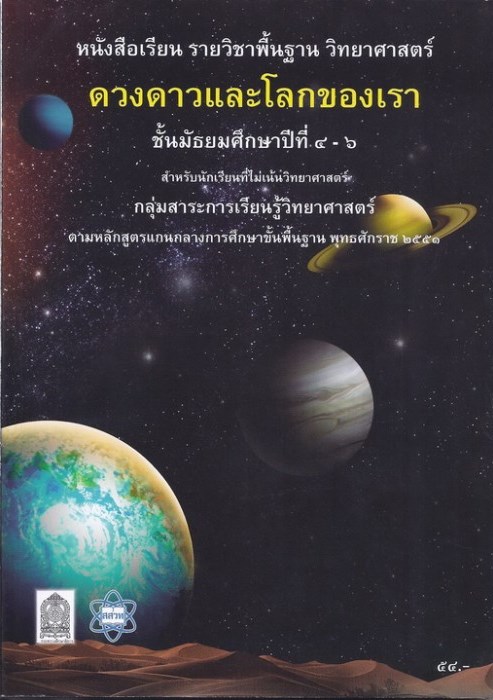 หนังสือเรียน รายวิชาพื้นฐาน วิทยาศาสตร์
ดวงดาวและโลกของเรา
ชั้นมัธยมศึกษาปีที่ ๔ - ๖
สำหรับนักเรียนที่ไม่เน้นวิทยาศาสตร์
กลุ่มสาระการเรียนรู้วิทยาศาสตร์
ตามหลักสูตรแกนกลางการศึกษาขั้นพื้นฐาน พุทธศักราช ๒๕๕๑
สสวท
๕๔.-